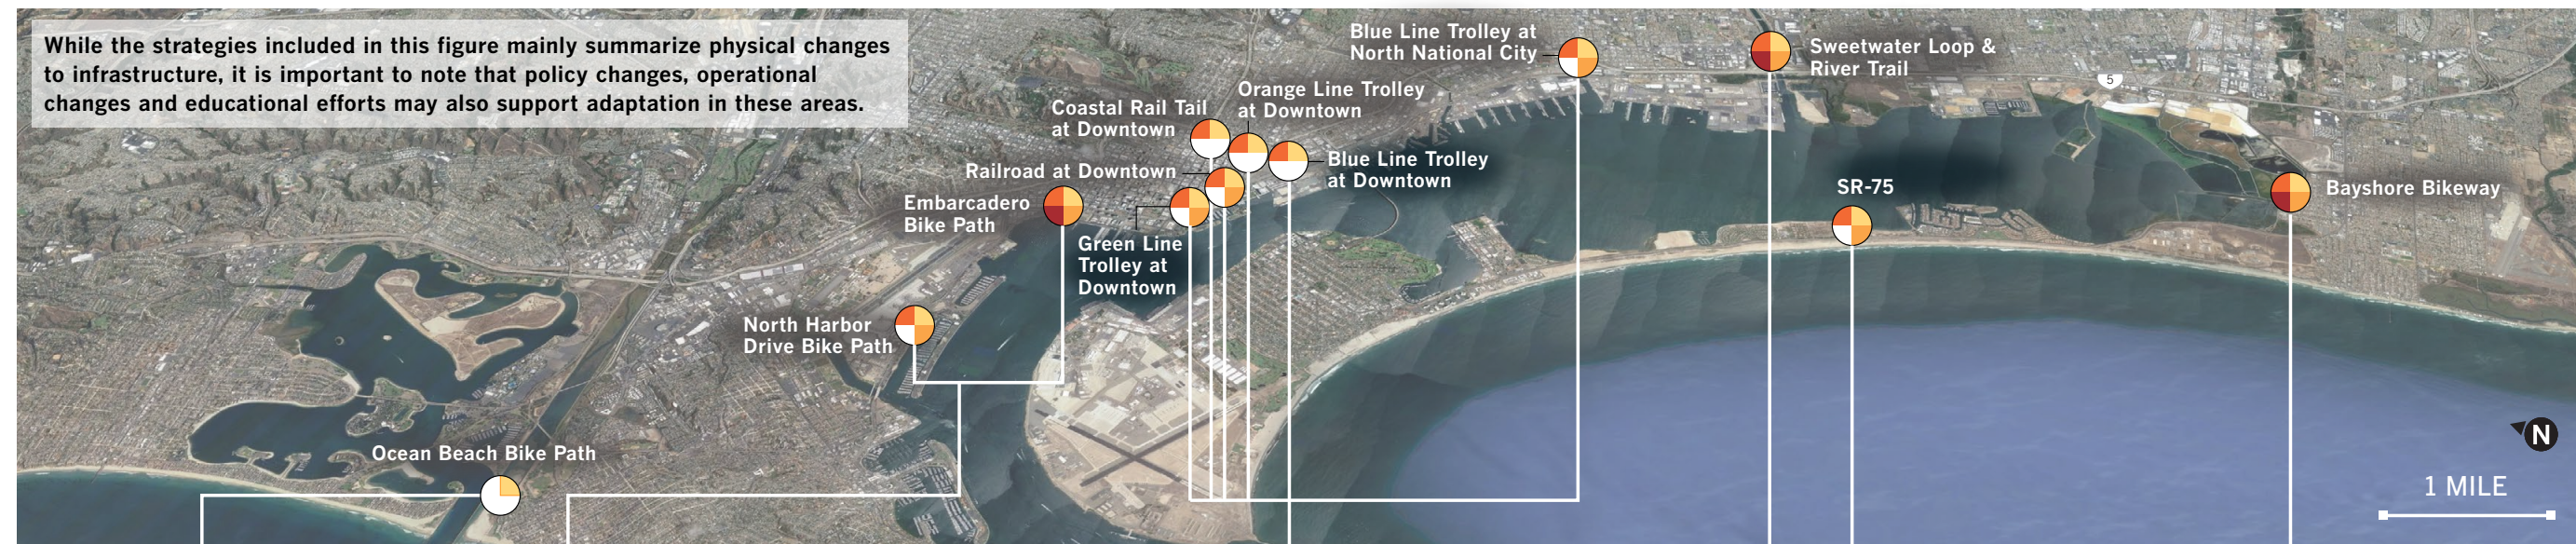 While the strategies included in this figure mainly summarize physical changes
to infrastructure, it is important to note that policy changes, operational
changes and educational efforts may also support adaptation in these areas.
Blue Line Trolley at
North National City
Sweetwater Loop &
River Trail
5
Orange Line Trolley
at Downtown
Coastal Rail Tail
at Downtown
Blue Line Trolley
at Downtown
Railroad at Downtown
Embarcadero
Bike Path
Green Line
Trolley at
Downtown
SR-75
Bayshore Bikeway
North Harbor
Drive Bike Path
Ocean Beach Bike Path
N
1 MILE